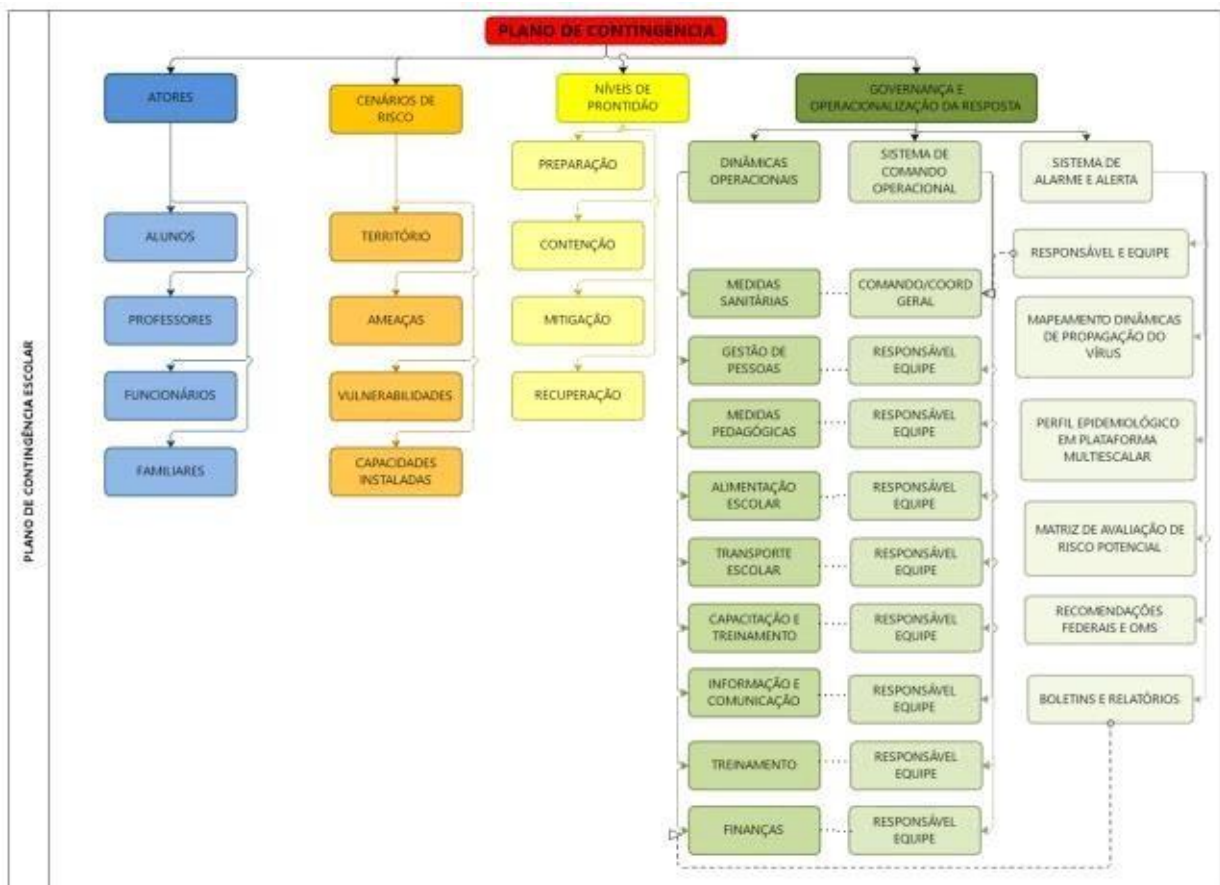 PLANO DE CONTINGÊNCIA ESCOLAR
PLANO DE CONTINGÊNCIA
ATORES
ALUNOS
PROFESSORES
FUNCIONÁRIOS
FAMILIARES
CENÁRIOS DE
RISCO
TERRITÓRIO
AMEAÇAS
VULNERABILIDADES
CAPACIDADES
INSTALADAS
NÍVEIS DE
PRONTIDÃO
PREPARAÇÃO
CONTENÇÃO
MITIGAÇÃO
RECUPERAÇÃO
GOVERNANÇA E
OPERACIONALIZAÇÃO DA RESPOSTA
DINÂMICAS
OPERACIONAIS
MEDIDAS
SANITÁRIAS
GESTÃO DE
PESSOAS
MEDIDAS
PEDAGÓGICAS
ALIMENTAÇÃO
ESCOLAR
TRANSPORTE
ESCOLAR
CAPACITAÇÃO E
TREINAMENTO
INFORMAÇÃO E
COMUNICAÇÃO
TREINAMENTO
FINANÇAS
SISTEMA DE
COMANDO
OPERACIONAL
COMANDO/COORD
GERAL
RESPONSÁVEL
EQUIPE
RESPONSÁVEL
EQUIPE
RESPONSÁVEL
EQUIPE
RESPONSÁVEL
EQUIPE
RESPONSÁVEL
EQUIPE
RESPONSÁVEL
EQUIPE
RESPONSÁVEL
EQUIPE
RESPONSÁVEL
EQUIPE
SISTEMA DE
ALARME E ALERTA
RESPONSÁVEL E EQUIPE
MAPEAMENTO DINÂMICAS
DE PROPAGAÇÃO DO
VÍRUS
PERFIL EPIDEMIOLÓGICO
EM PLATAFORMA
MULTIESCALAR
MATRIZ DE AVALIAÇÃO DE
RISCO POTENCIAL
RECOMENDAÇÕES
FEDERAIS E OMS
BOLETINS E RELATÓRIOS